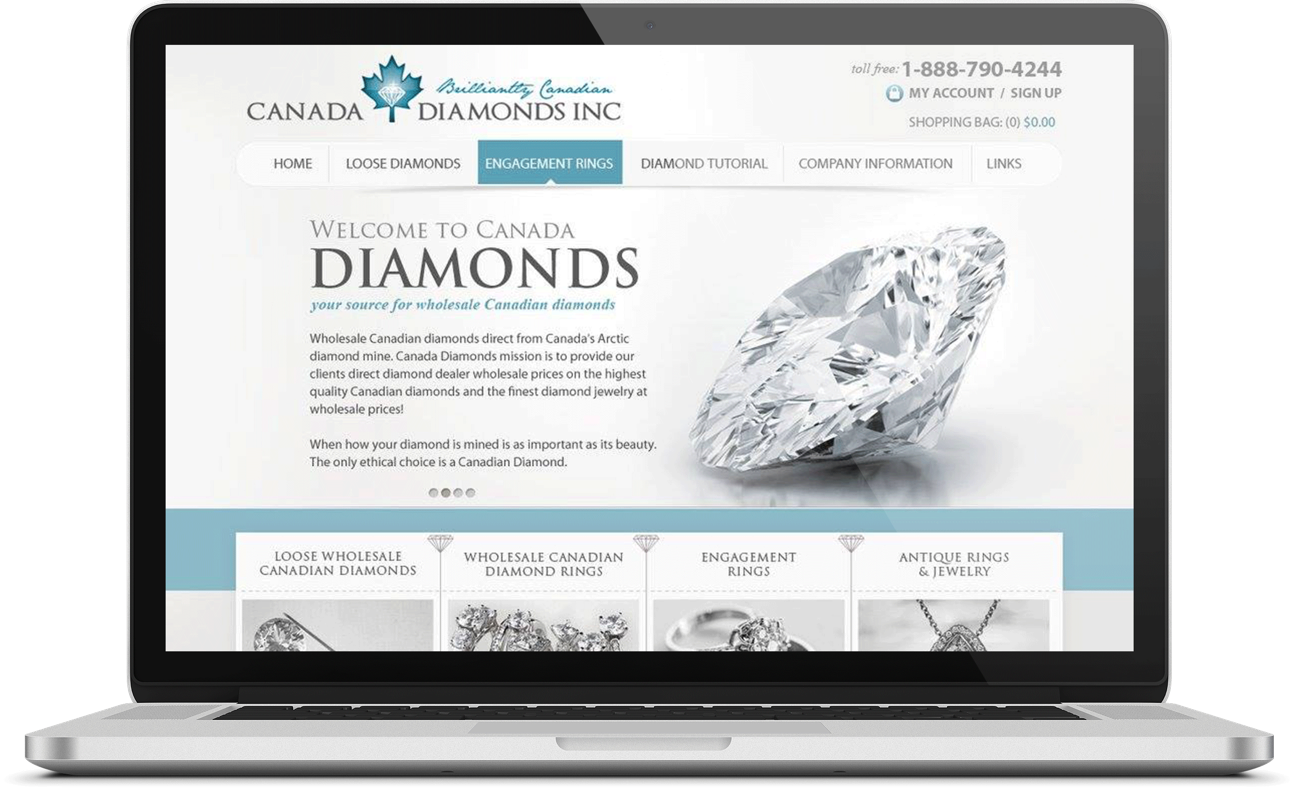 CANADA DIAMONDS INC
Brilliantly Canadian
toll free: 1-888-790-4244
MY ACCOUNT / SIGN UP
SHOPPING BAG: (0) $0.00
HOME LOOSE DIAMONDS ENGAGEMENT RINGS DIAMOND TUTORIAL COMPANY INFORMATION LINKS
WELCOME TO CANADA
DIAMONDS
your source for wholesale Canadian diamonds
Wholesale Canadian diamonds direct from Canada's Arctic
diamond mine. Canada Diamonds mission is to provide our
clients direct diamond dealer wholesale prices on the highest
quality Canadian diamonds and the finest diamond jewelry at
wholesale prices!
When how your diamond is mined is as important as its beauty.
The only ethical choice is a Canadian Diamond.
LOOSE WHOLESALE
CANADIAN DIAMONDS
WHOLESALE CANADIAN
DIAMOND RINGS
ENGAGEMENT
RINGS
ANTIQUE RINGS
& JEWELRY